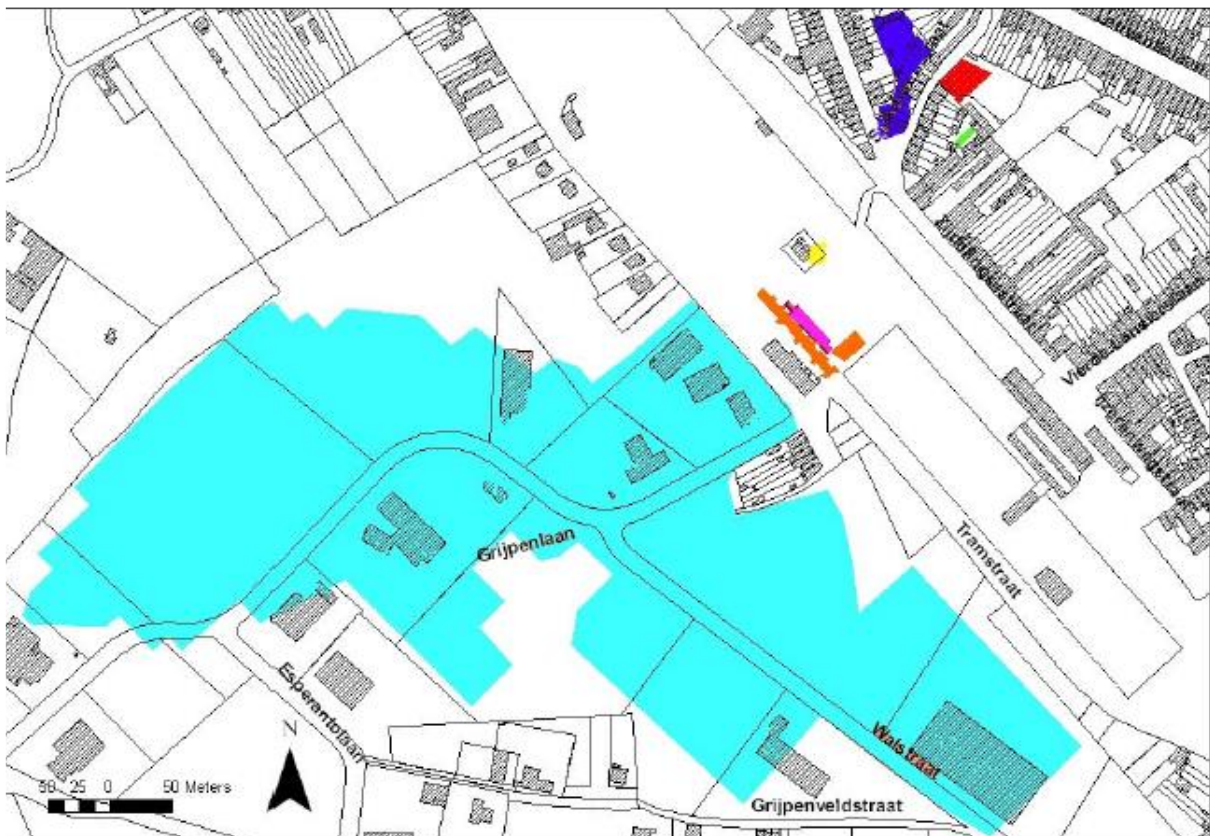 Tramstraat
Grijpenlaan
Esperantolaan
Walstraat
N
50 25 0 50 Meters
Grijpenveldstraat